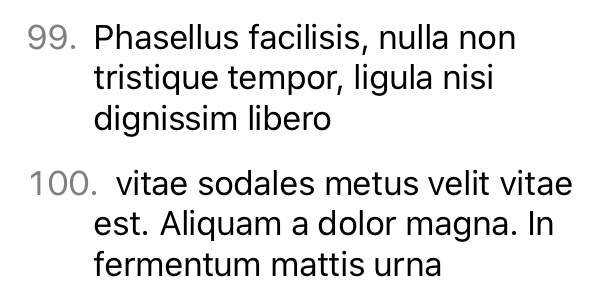 99. Phasellus facilisis, nulla non
tristique tempor, ligula nisi
dignissim libero
100. vitae sodales metus velit vitae
est. Aliquam a dolor magna. In
fermentum mattis urna